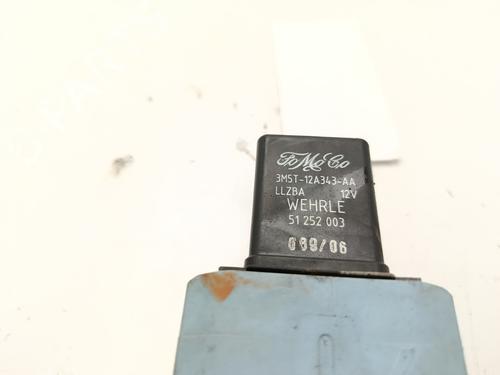 FoMoCo
3M5T-12A343-AA
LLZBA 12V
WEHRLE
51 252 003
039/06